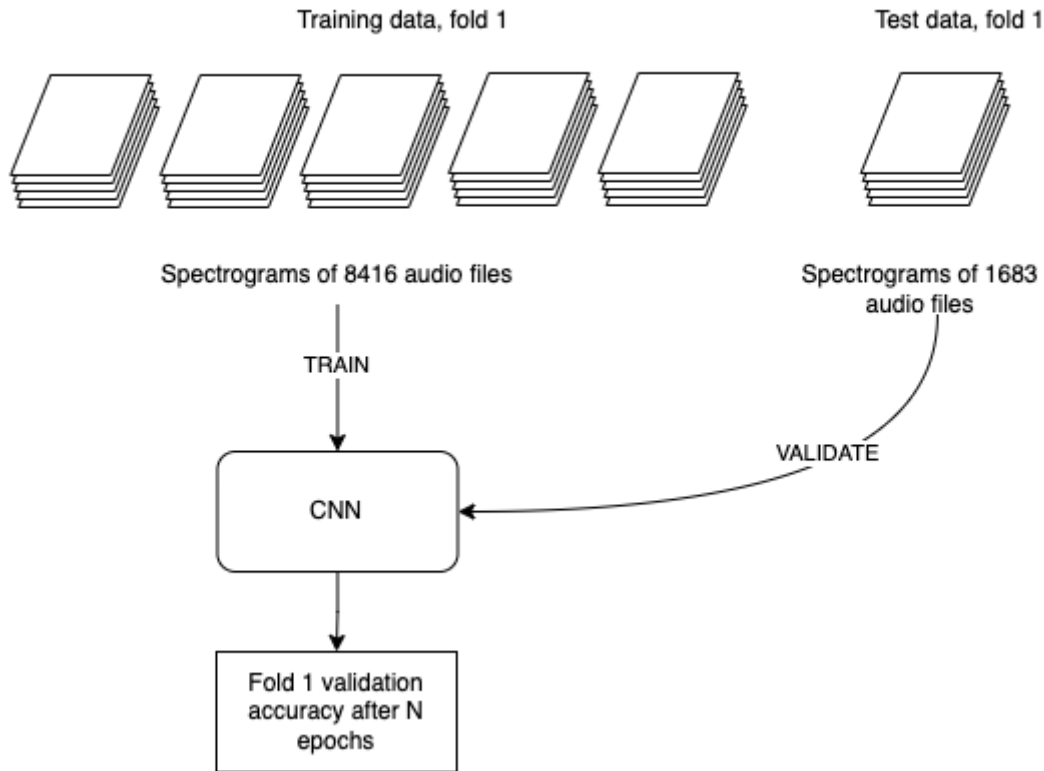 Training data, fold 1
Test data, fold 1
Spectrograms of 8416 audio files
Spectrograms of 1683
audio files
TRAIN
VALIDATE
CNN
Fold 1 validation
accuracy after N
epochs